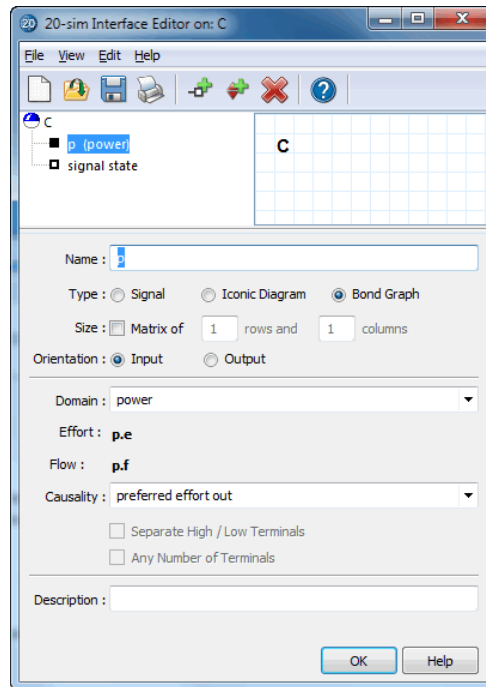 20-sim Interface Editor on: C
File View Edit Help
C
p (power)
signal state
C
Name : p
Type : Signal Iconic Diagram Bond Graph
Size : Matrix of 1 rows and 1 columns
Orientation : Input Output
Domain : power
Effort : p.e
Flow : p.f
Causality : preferred effort out
Separate High / Low Terminals
Any Number of Terminals
Description :
OK Help